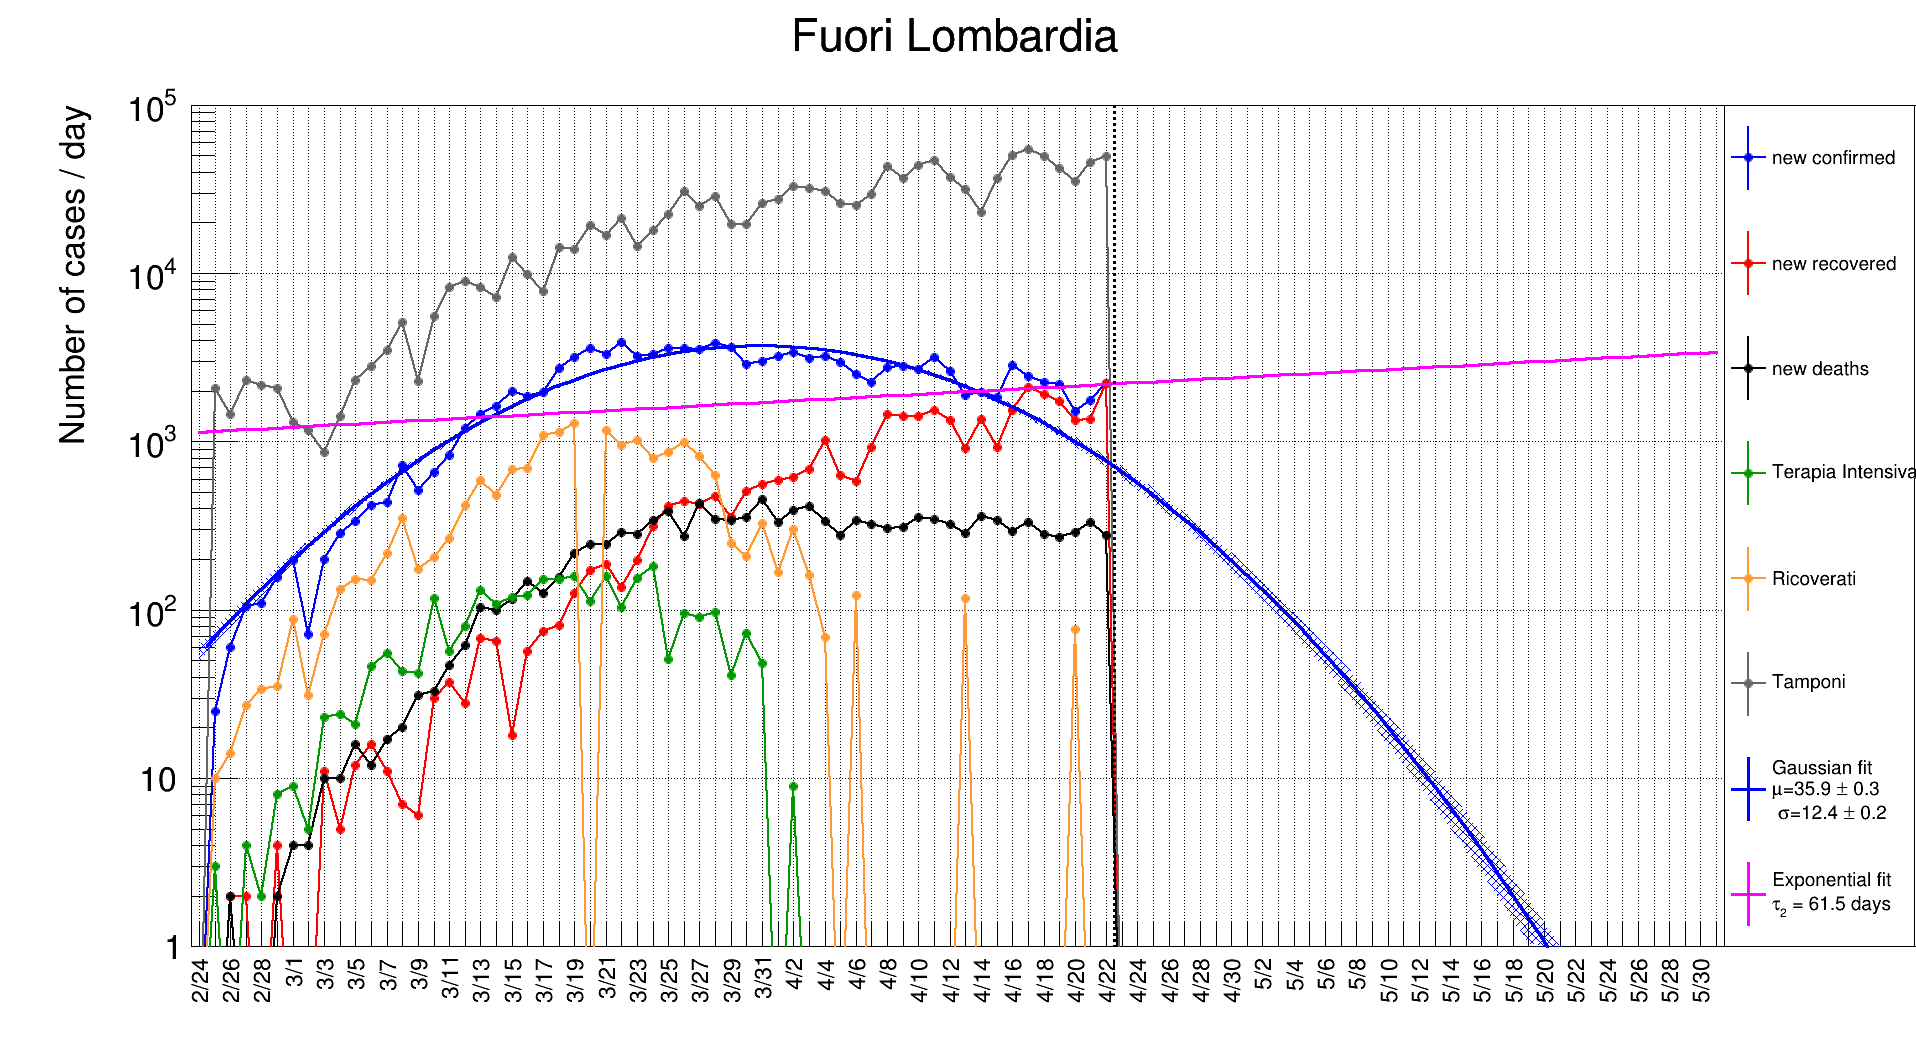 Fuori Lombardia
Number of cases / day
10^5
10^4
10^3
10^2
10
1
2/24 2/26 2/28 3/1 3/3 3/5 3/7 3/9 3/11 3/13 3/15 3/17 3/19 3/21 3/23 3/25 3/27 3/29 3/31 4/2 4/4 4/6 4/8 4/10 4/12 4/14 4/16 4/18 4/20 4/22 4/24 4/26 4/28 4/30 5/2 5/4 5/6 5/8 5/10 5/12 5/14 5/16 5/18 5/20 5/22 5/24 5/26 5/28 5/30
new confirmed
new recovered
new deaths
Terapia Intensiva
Ricoverati
Tamponi
Gaussian fit
μ=35.9 ± 0.3
σ=12.4 ± 0.2
Exponential fit
τ₂ = 61.5 days